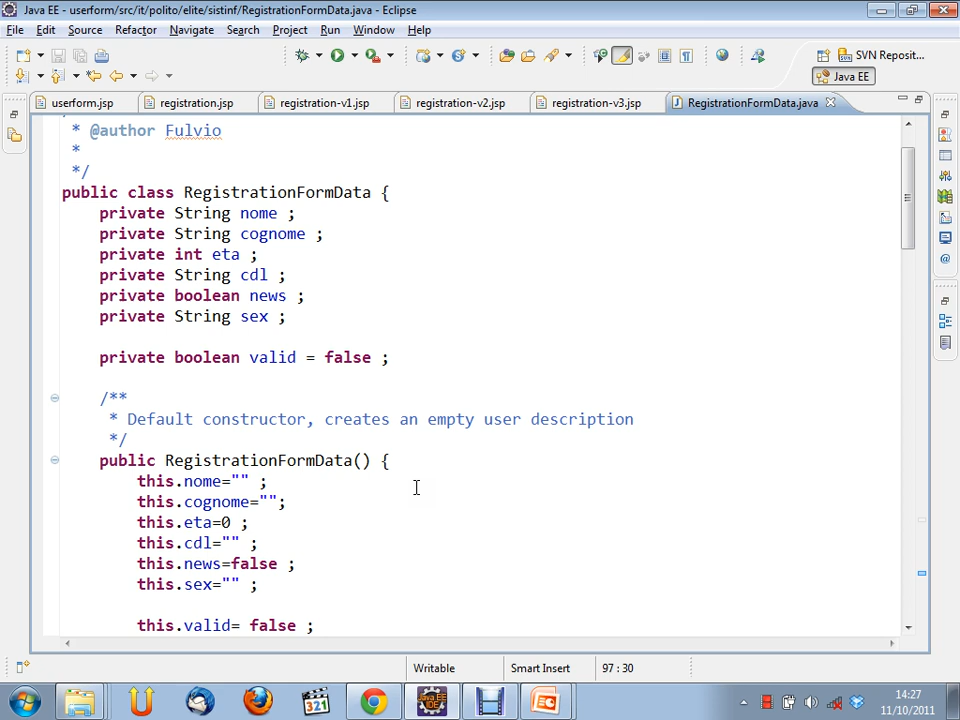 Java EE - userform/src/it/polito/elite/sistinf/RegistrationFormData.java - Eclipse
File Edit Source Refactor Navigate Search Project Run Window Help
SVN Reposit...
Java EE
userform.jsp registration.jsp registration-v1.jsp registration-v2.jsp registration-v3.jsp RegistrationFormData.java
* @author Fulvio
*
*/
public class RegistrationFormData {
private String nome ;
private String cognome ;
private int eta ;
private String cdl ;
private boolean news ;
private String sex ;
private boolean valid = false ;
/**
* Default constructor, creates an empty user description
*/
public RegistrationFormData() {
this.nome="" ;
this.cognome="";
this.eta=0 ;
this.cdl="" ;
this.news=false ;
this.sex="" ;
this.valid= false ;
Writable Smart Insert 97 : 30
321
Java EE
IDE
14:27
11/10/2011